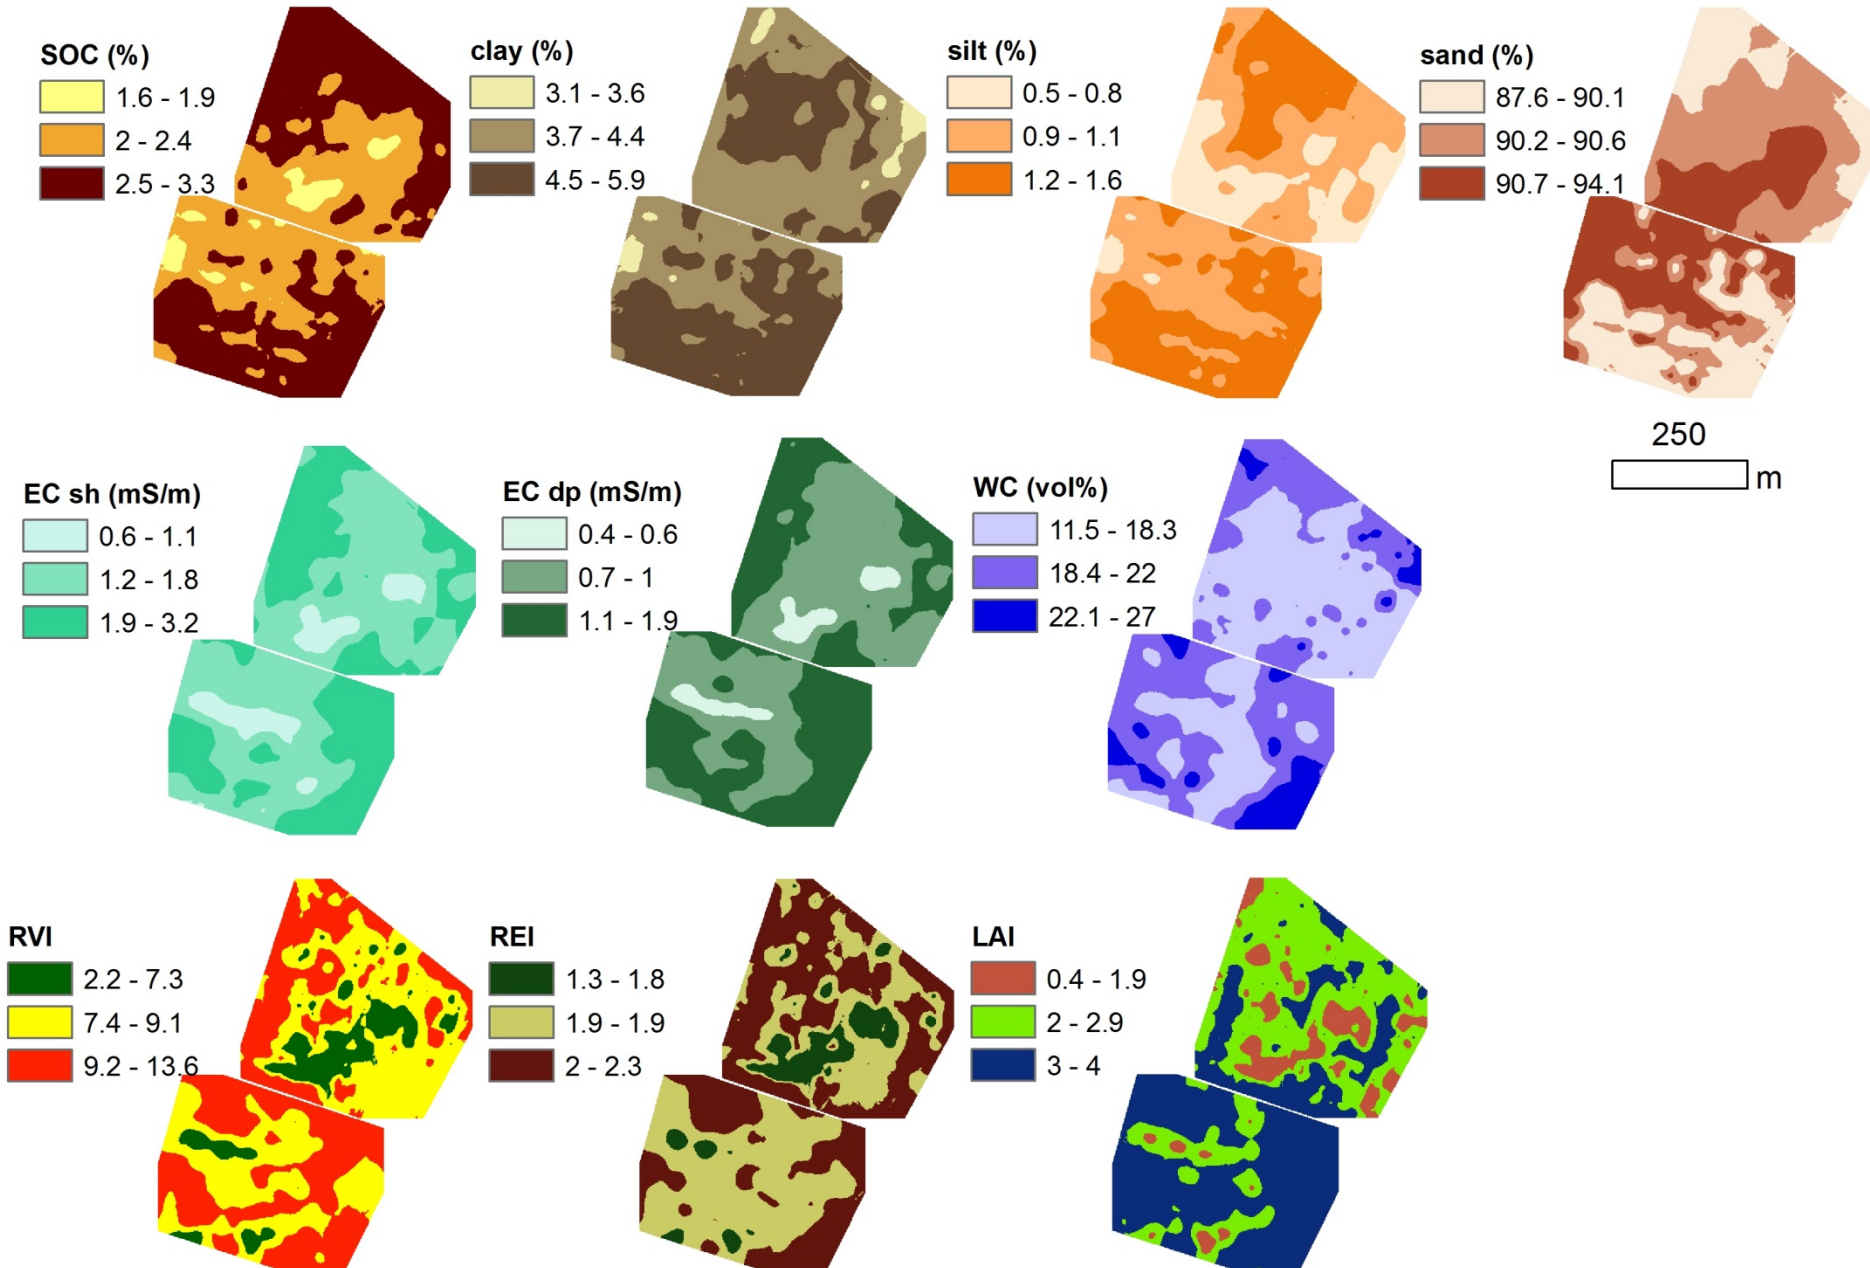 SOC (%)
1.6 - 1.9
2 - 2.4
2.5 - 3.3
clay (%)
3.1 - 3.6
3.7 - 4.4
4.5 - 5.9
silt (%)
0.5 - 0.8
0.9 - 1.1
1.2 - 1.6
sand (%)
87.6 - 90.1
90.2 - 90.6
90.7 - 94.1
250
m
EC sh (mS/m)
0.6 - 1.1
1.2 - 1.8
1.9 - 3.2
EC dp (mS/m)
0.4 - 0.6
0.7 - 1
1.1 - 1.9
WC (vol%)
11.5 - 18.3
18.4 - 22
22.1 - 27
RVI
2.2 - 7.3
7.4 - 9.1
9.2 - 13.6
REI
1.3 - 1.8
1.9 - 1.9
2 - 2.3
LAI
0.4 - 1.9
2 - 2.9
3 - 4